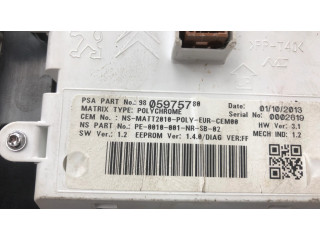 PSA PART No.: 98 059757 80
MATRIX TYPE: POLYCHROME
CEM No. : NS-MATT2010-POLY-EUR-CEM00
NS PART No.: PE-0010-001-NR-SB-02
SW Ver.: 1.2 EEPROM Ver.: 1.4.0/DIAG VER:FF
Date : 01/10/2013
Serial No.: 0002619
HW Ver.: 3.1
MECH IND: 1.2